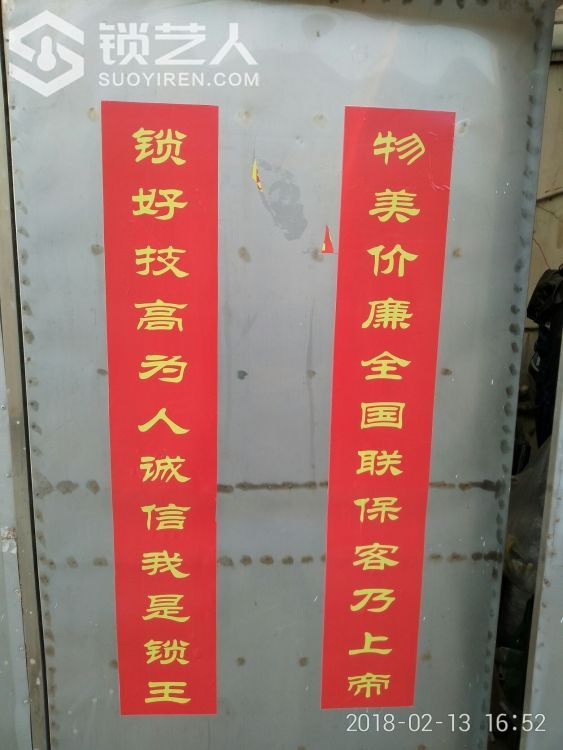 锁艺人
SUOYIREN.COM
物美价廉全国联保客乃上帝
锁好技高为人诚信我是锁王
2018-02-13 16:52